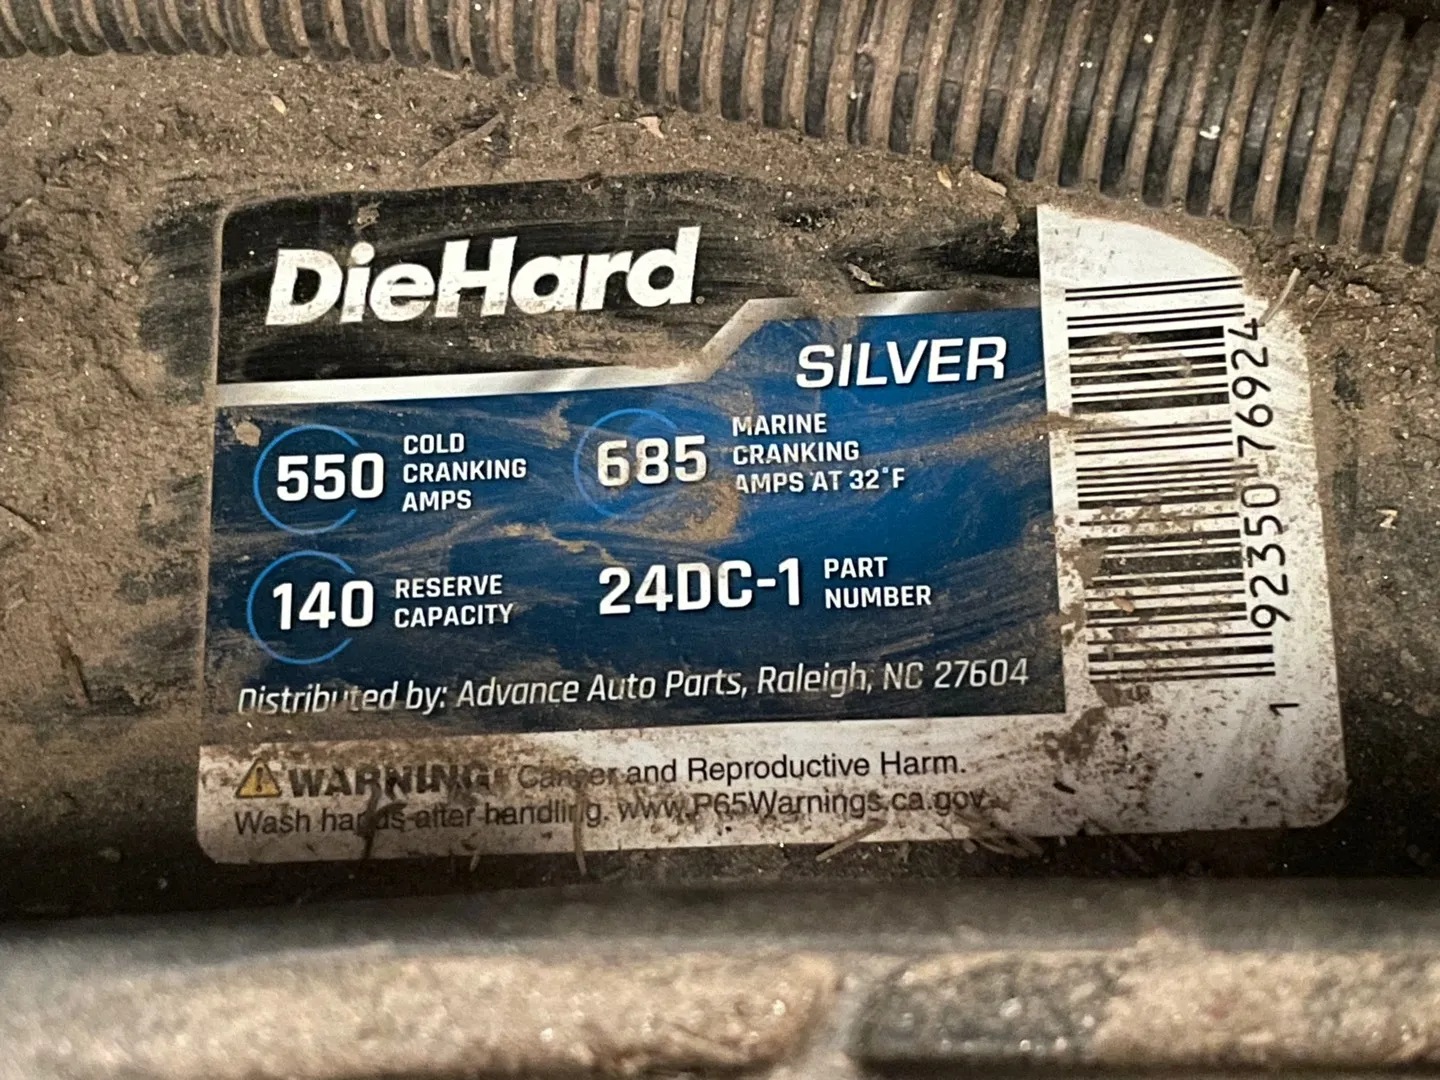 DieHard
SILVER
550 COLD CRANKING AMPS
685 MARINE CRANKING AMPS AT 32°F
140 RESERVE CAPACITY
24DC-1 PART NUMBER
Distributed by: Advance Auto Parts, Raleigh, NC 27604
WARNING: Cancer and Reproductive Harm.
Wash hands after handling. www.P65Warnings.ca.gov
9235076924
1